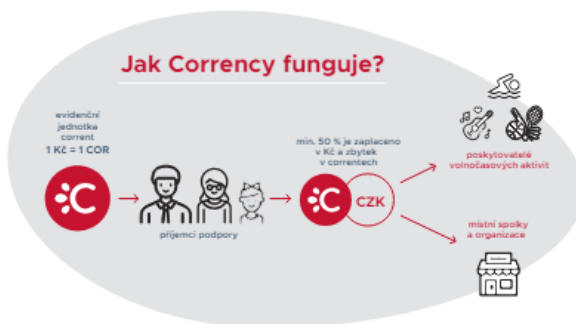 Jak Corrency funguje?
evidenční
jednotka
corrent
1 Kč = 1 COR
C
příjemci podpory
min. 50 % je zaplaceno
v Kč a zbytek
v correntech
C
CZK
poskytovatelé
volnočasových aktivit
místní spolky
a organizace